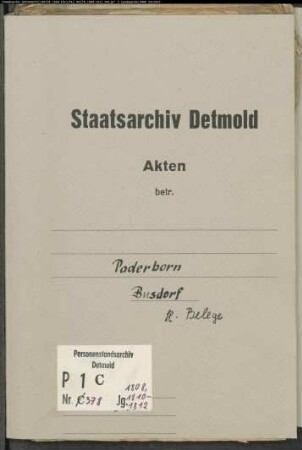 Staatsarchiv Detmold
Akten
betr.
Paderborn
Busdorf
K. Belege
Personenstandsarchiv
Detmold
P 1 C
1808,
Nr. 378 Jg. 1810-
1812